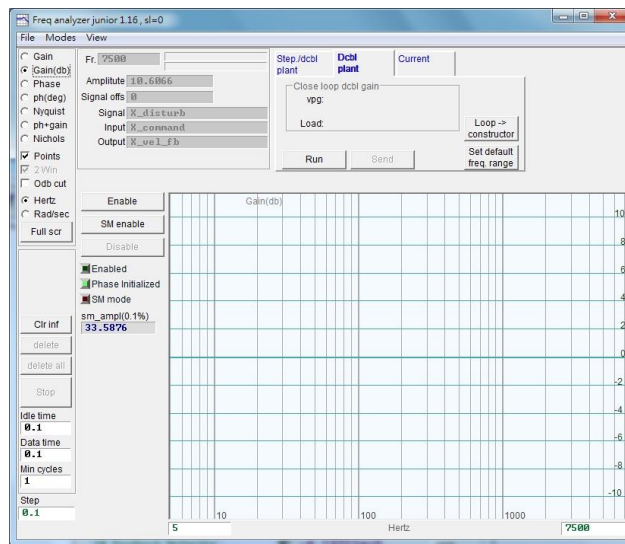 Freq analyzer junior 1.16 , sl=0
File Modes View
Gain
Gain(db)
Phase
ph(deg)
Nyquist
ph+gain
Nichols
Points
2 Win
0db cut
Hertz
Rad/sec
Full scr
Fr. 7500
Amplitute 10.6066
Signal offs 0
Signal X_disturb
Input X_command
Output X_vel_fb
Step./dcbl plant
Dcbl plant
Current
Close loop dcbl gain
vpg:
Load:
Loop -> constructor
Run
Send
Set default freq. range
Enable
SM enable
Disable
Enabled
Phase Initialized
SM mode
sm_ampl(0.1%)
33.5876
Clr inf
delete
delete all
Stop
Idle time
0.1
Data time
0.1
Min cycles
1
Step
0.1
Gain(db)
10
8
6
4
2
0
-2
-4
-6
-8
-10
10 100 1000
5 Hertz 7500